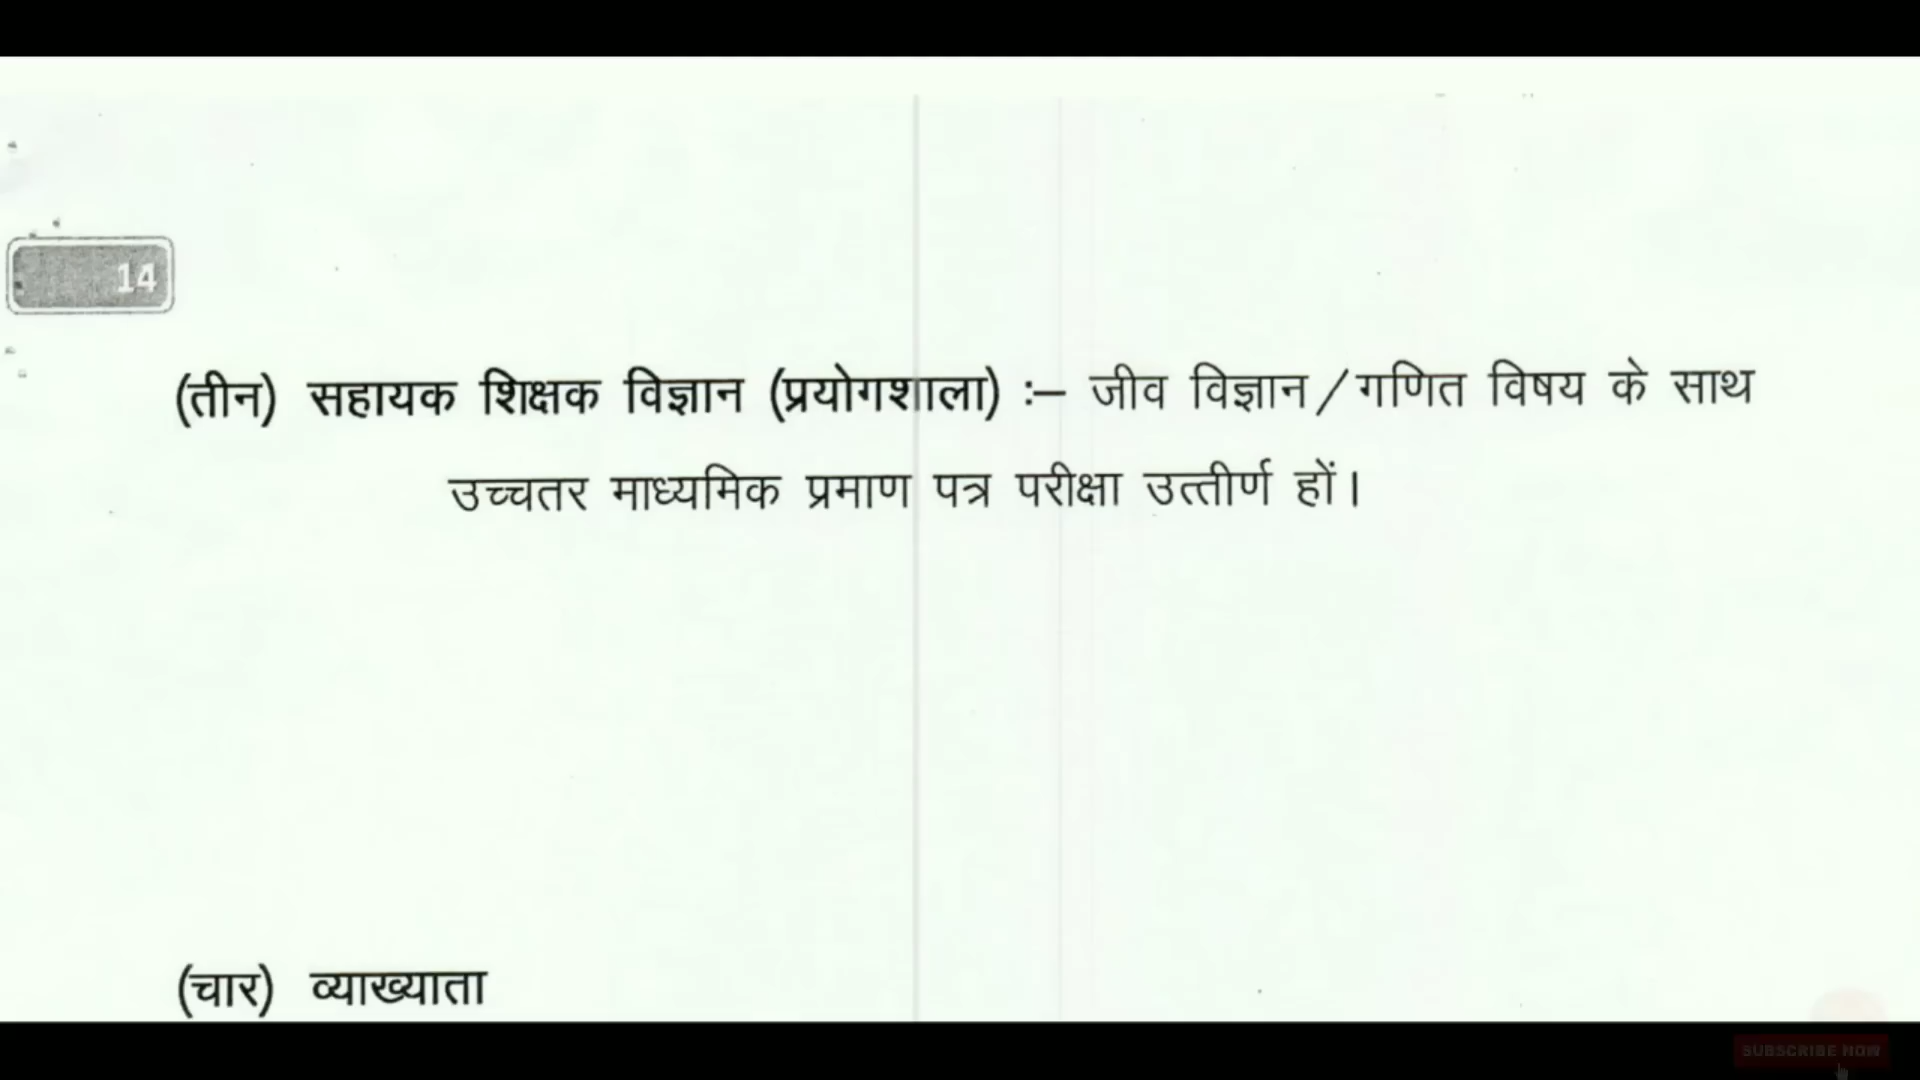 14
(तीन) सहायक शिक्षक विज्ञान (प्रयोगशाला) :– जीव विज्ञान/गणित विषय के साथ
उच्चतर माध्यमिक प्रमाण पत्र परीक्षा उत्तीर्ण हों।
(चार) व्याख्याता
SUBSCRIBE NOW